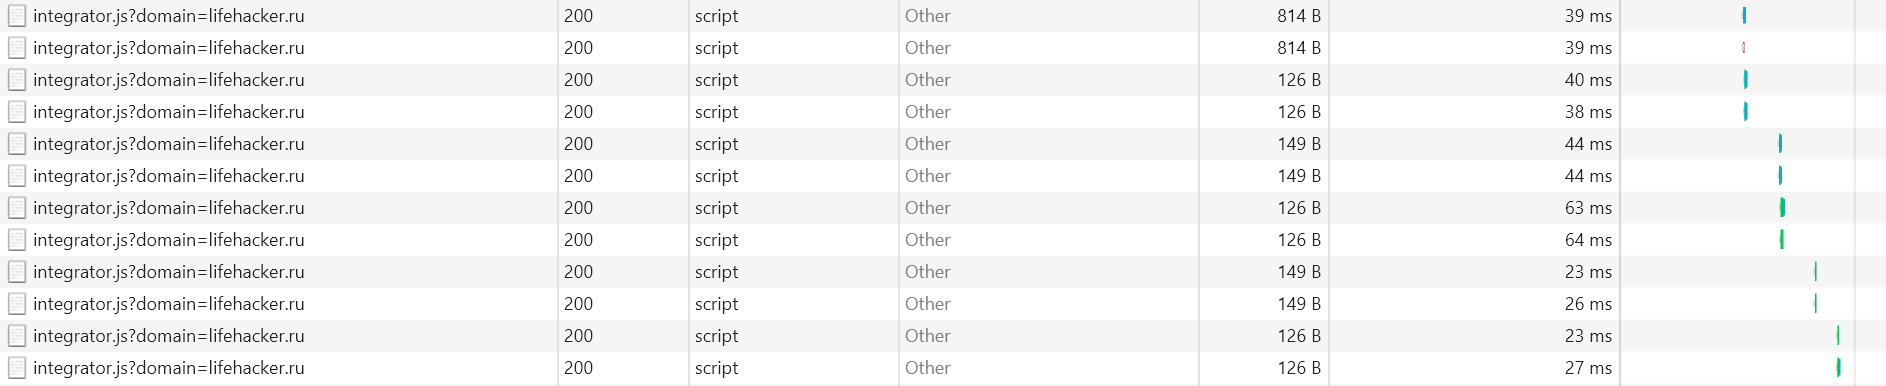 integrator.js?domain=lifehacker.ru 200 script Other 814 B 39 ms
integrator.js?domain=lifehacker.ru 200 script Other 814 B 39 ms
integrator.js?domain=lifehacker.ru 200 script Other 126 B 40 ms
integrator.js?domain=lifehacker.ru 200 script Other 126 B 38 ms
integrator.js?domain=lifehacker.ru 200 script Other 149 B 44 ms
integrator.js?domain=lifehacker.ru 200 script Other 149 B 44 ms
integrator.js?domain=lifehacker.ru 200 script Other 126 B 63 ms
integrator.js?domain=lifehacker.ru 200 script Other 126 B 64 ms
integrator.js?domain=lifehacker.ru 200 script Other 149 B 23 ms
integrator.js?domain=lifehacker.ru 200 script Other 149 B 26 ms
integrator.js?domain=lifehacker.ru 200 script Other 126 B 23 ms
integrator.js?domain=lifehacker.ru 200 script Other 126 B 27 ms